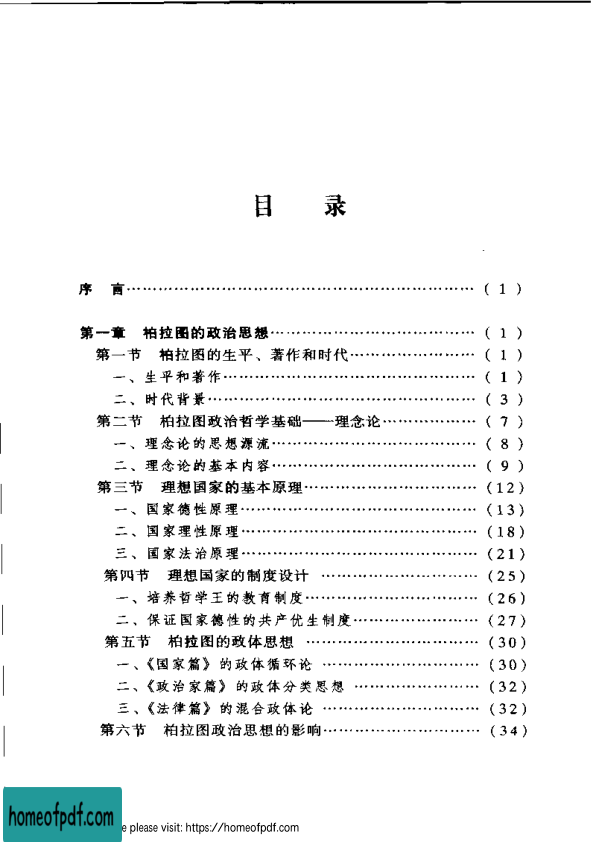 目 录
序 言……………………………………………………( 1 )
第一章 柏拉图的政治思想………………………………( 1 )
第一节 柏拉图的生平、著作和时代…………………( 1 )
一、生平和著作………………………………………( 1 )
二、时代背景…………………………………………( 3 )
第二节 柏拉图政治哲学基础——理念论……………( 7 )
一、理念论的思想源流………………………………( 8 )
二、理念论的基本内容………………………………( 9 )
第三节 理想国家的基本原理…………………………(12)
一、国家德性原理……………………………………(13)
二、国家理性原理……………………………………(18)
三、国家法治原理……………………………………(21)
第四节 理想国家的制度设计 ………………………(25)
一、培养哲学王的教育制度…………………………(26)
二、保证国家德性的共产优生制度…………………(27)
第五节 柏拉图的政体思想 …………………………(30)
一、《国家篇》的政体循环论 ………………………(30)
二、《政治家篇》的政体分类思想 …………………(32)
三、《法律篇》的混合政体论 ………………………(32)
第六节 柏拉图政治思想的影响………………………(34)
homeofpdf.com
e please visit: https://homeofpdf.com